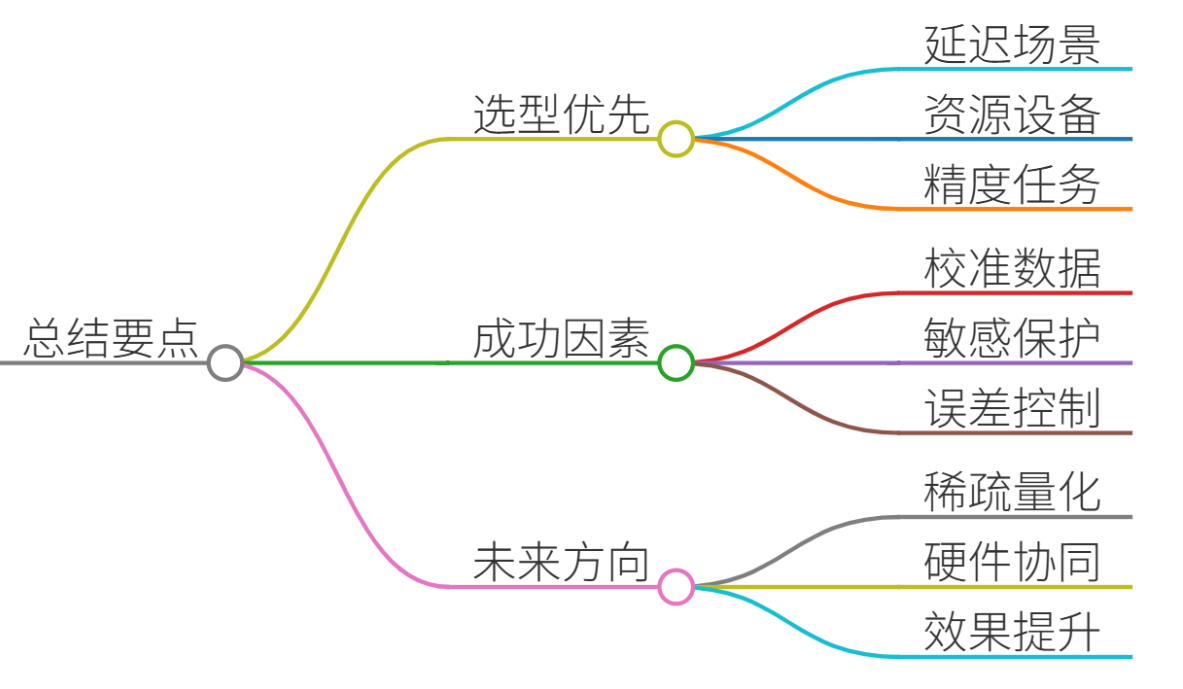 总结要点
选型优先
延迟场景
资源设备
精度任务
成功因素
校准数据
敏感保护
误差控制
未来方向
稀疏量化
硬件协同
效果提升